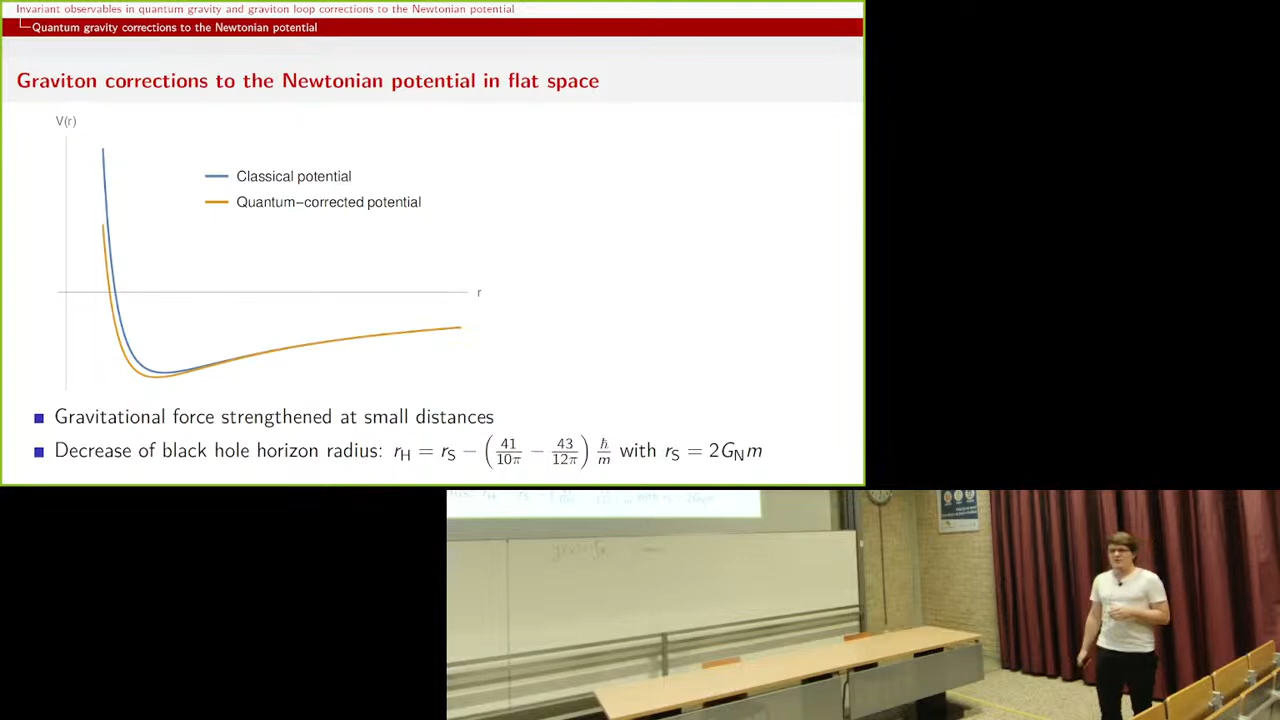 Invariant observables in quantum gravity and graviton loop corrections to the Newtonian potential
Quantum gravity corrections to the Newtonian potential
Graviton corrections to the Newtonian potential in flat space
V(r)
Classical potential
Quantum−corrected potential
r
Gravitational force strengthened at small distances
Decrease of black hole horizon radius: r_H = r_S − (41/10π − 43/12π) ħ/m with r_S = 2G_N m